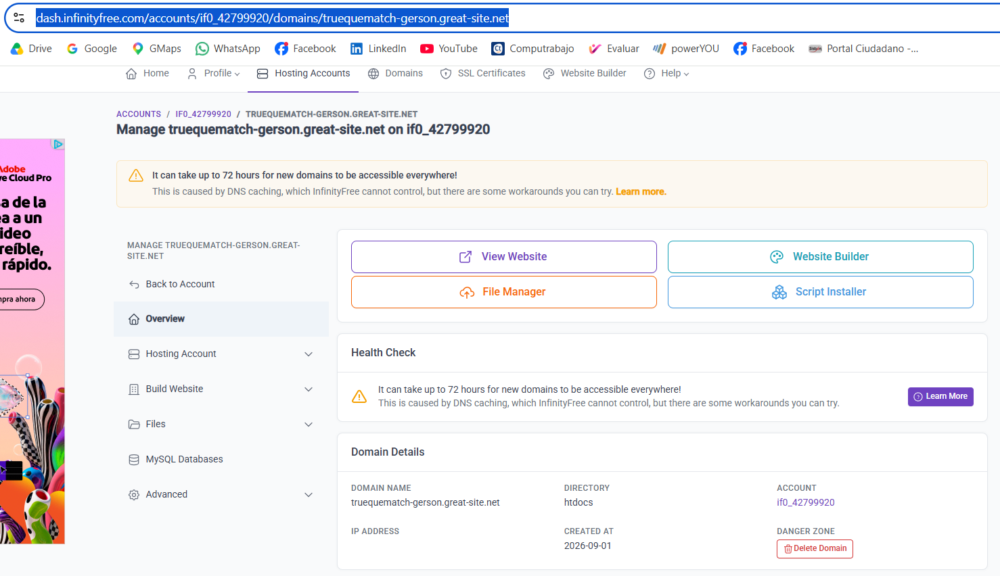 dash.infinityfree.com/accounts/if0_42799920/domains/truequematch-gerson.great-site.net
Drive Google GMaps WhatsApp Facebook LinkedIn YouTube Computrabajo Evaluar powerYOU Facebook Portal Ciudadano -...
Home Profile Hosting Accounts Domains SSL Certificates Website Builder Help
ACCOUNTS / IF0_42799920 / TRUEQUEMATCH-GERSON.GREAT-SITE.NET
Manage truequematch-gerson.great-site.net on if0_42799920
It can take up to 72 hours for new domains to be accessible everywhere!
This is caused by DNS caching, which InfinityFree cannot control, but there are some workarounds you can try. Learn more.
Adobe
ve Cloud Pro
a de la
ea a un
ideo
reíble,
rápido.
mpra ahora
MANAGE TRUEQUEMATCH-GERSON.GREAT-
SITE.NET
Back to Account
Overview
Hosting Account
Build Website
Files
MySQL Databases
Advanced
View Website
Website Builder
File Manager
Script Installer
Health Check
It can take up to 72 hours for new domains to be accessible everywhere!
This is caused by DNS caching, which InfinityFree cannot control, but there are some workarounds you can try.
Learn More
Domain Details
DOMAIN NAME
truequematch-gerson.great-site.net
DIRECTORY
htdocs
ACCOUNT
if0_42799920
IP ADDRESS
CREATED AT
2026-09-01
DANGER ZONE
Delete Domain